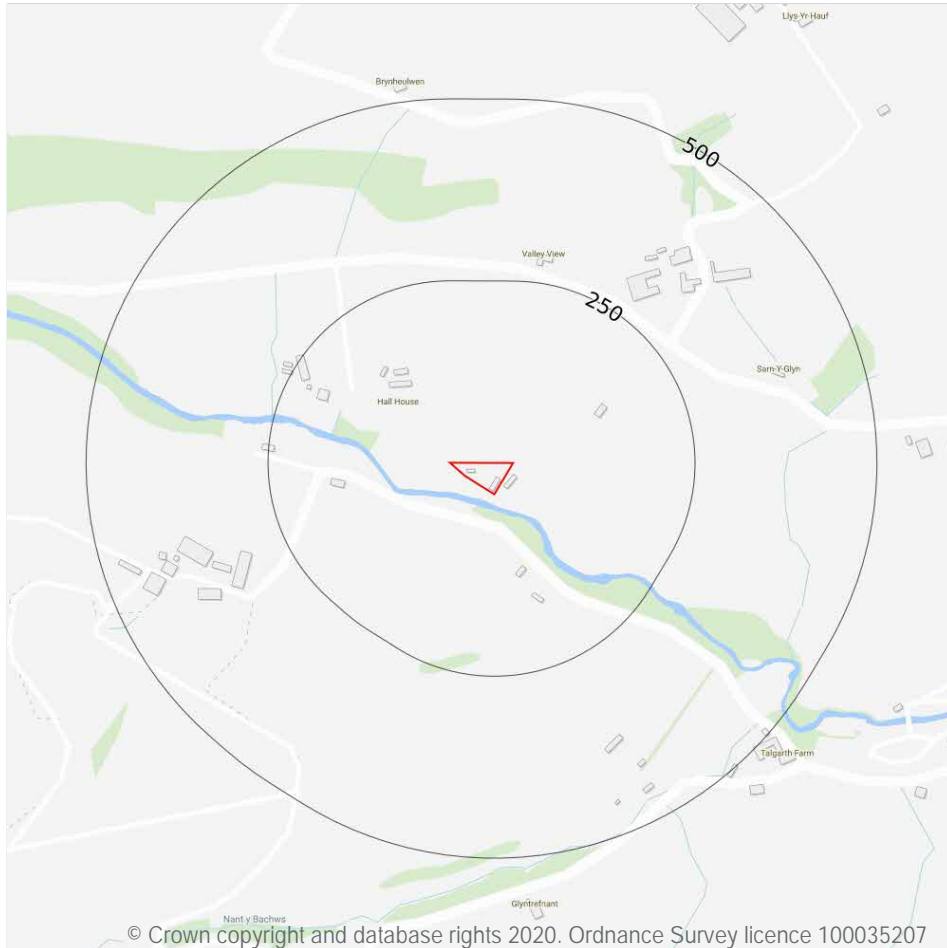 Llys-Yr-Hauf
Brynheulwen
500
Valley View
250
Sarn-Y-Glyn
Hall House
Talgarth Farm
Glyntrefnant
Nant y Bachws
© Crown copyright and database rights 2020. Ordnance Survey licence 100035207